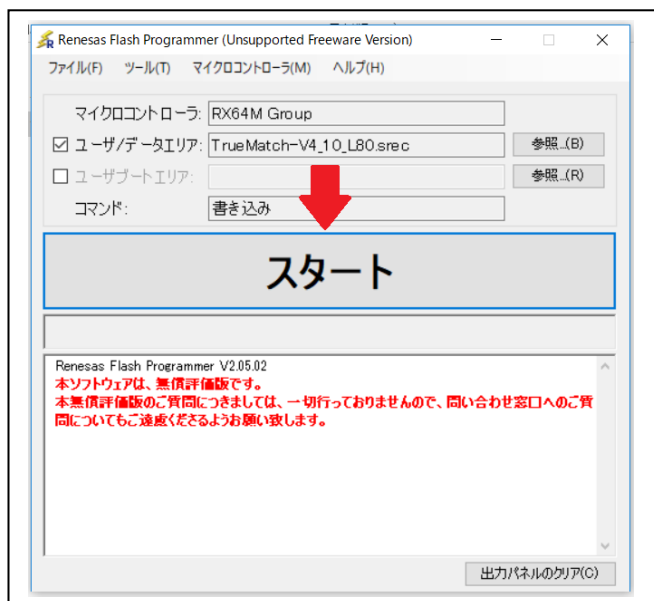 Renesas Flash Programmer (Unsupported Freeware Version)
ファイル(F) ツール(T) マイクロコントローラ(M) ヘルプ(H)
マイクロコントローラ: RX64M Group
ユーザ/データエリア: TrueMatch-V4_10_L80.srec 参照...(B)
ユーザブートエリア: 参照...(R)
コマンド: 書き込み
スタート
Renesas Flash Programmer V2.05.02
本ソフトウェアは、無償評価版です。
本無償評価版のご質問につきましては、一切行っておりませんので、問い合わせ窓口へのご質
問についてもご遠慮くださるようお願い致します。
出力パネルのクリア(C)